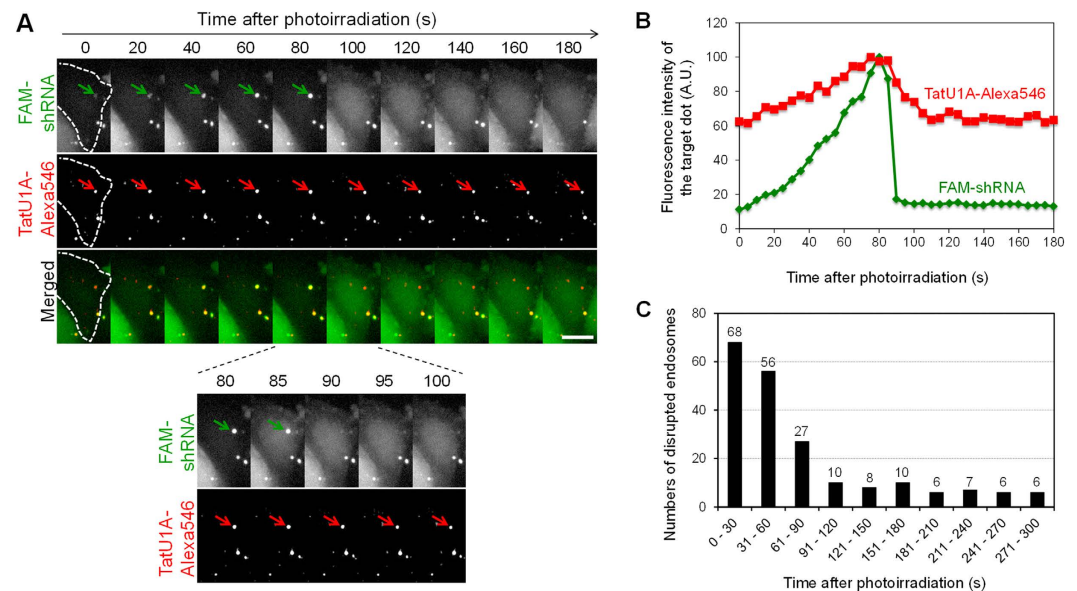 A
Time after photoirradiation (s)
0 20 40 60 80 100 120 140 160 180
FAM-
shRNA
TatU1A-
Alexa546
Merged
80 85 90 95 100
FAM-
shRNA
TatU1A-
Alexa546
B
Fluorescence intensity of
the target dot (A.U.)
120
100
80
60
40
20
0
TatU1A-Alexa546
FAM-shRNA
0 20 40 60 80 100 120 140 160 180
Time after photoirradiation (s)
C
Numbers of disrupted endosomes
80
60
40
20
0
68
56
27
10
8
10
6
7
6
6
0 - 30
31 - 60
61 - 90
91 - 120
121 - 150
151 - 180
181 - 210
211 - 240
241 - 270
271 - 300
Time after photoirradiation (s)